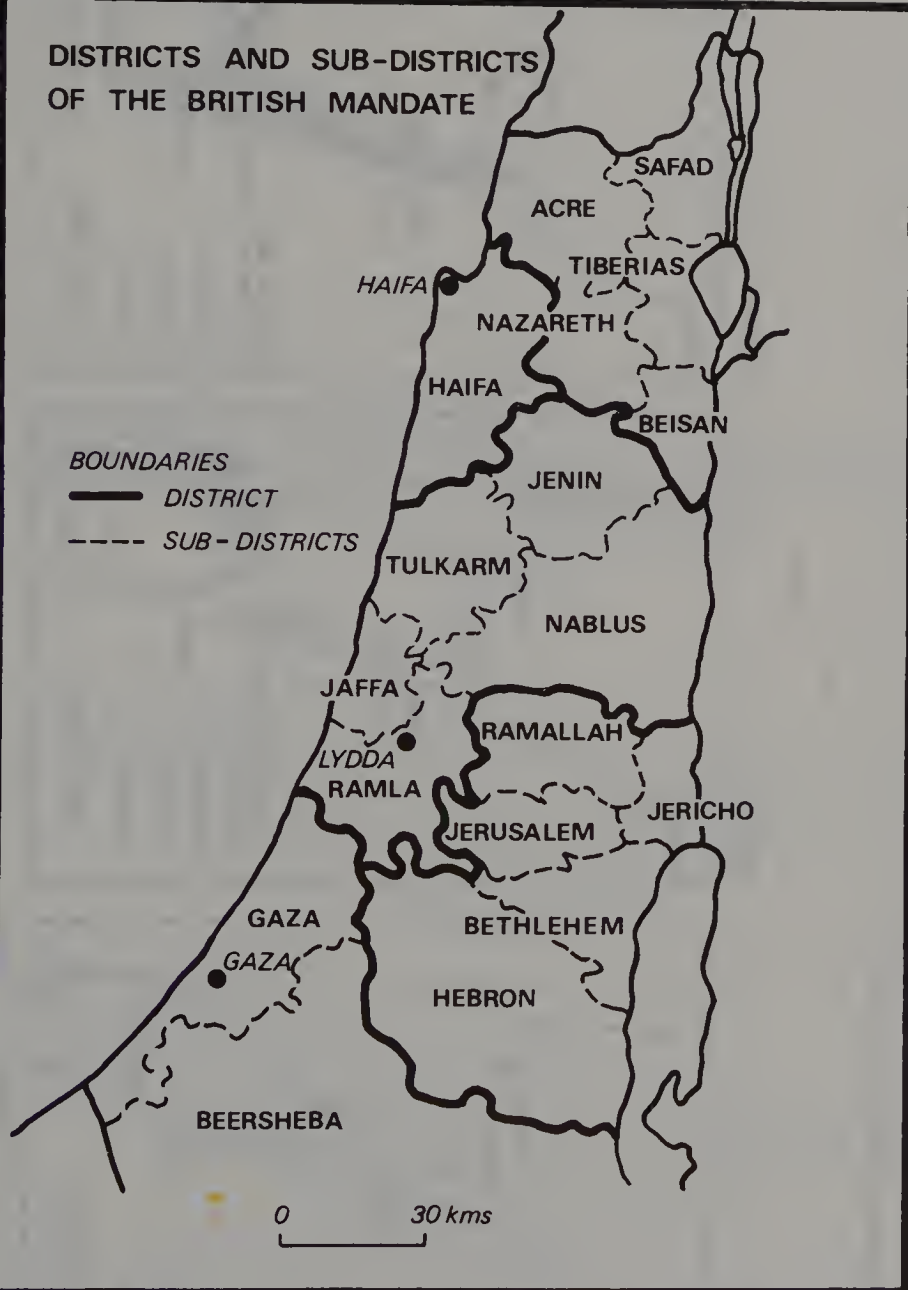 DISTRICTS AND SUB-DISTRICTS
OF THE BRITISH MANDATE
SAFAD
ACRE
TIBERIAS
HAIFA
NAZARETH
HAIFA
BEISAN
BOUNDARIES
DISTRICT
SUB-DISTRICTS
JENIN
TULKARM
NABLUS
JAFFA
RAMALLAH
LYDDA
RAMLA
JERICHO
JERUSALEM
GAZA
BETHLEHEM
GAZA
HEBRON
BEERSHEBA
0 30 kms